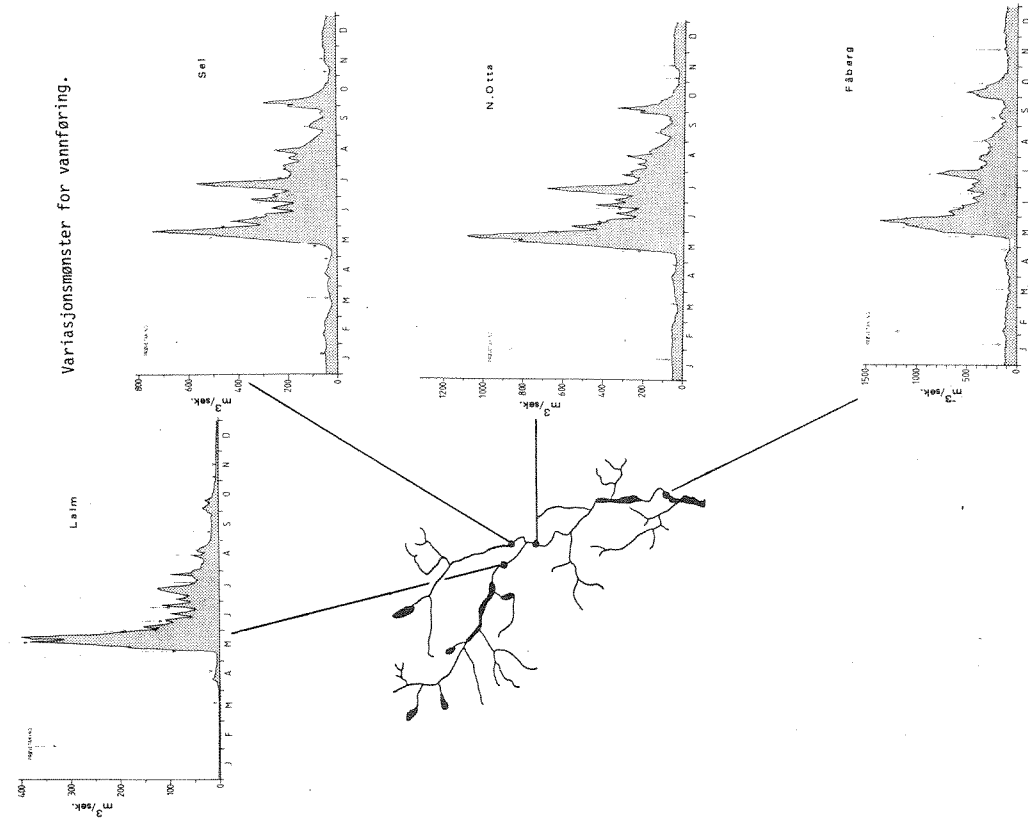 Variasjonsmønster for vannføring.
Lalm
m³/sek.
400
300
200
100
0
J F M A M J J A S O N D
Sel
m³/sek.
800
600
400
200
0
J F M A M J J A S O N D
N.Otta
m³/sek.
1000
800
600
400
200
0
J F M A M J J A S O N D
Fåberg
m³/sek.
1500
1000
500
0
J F M A M J J A S O N D